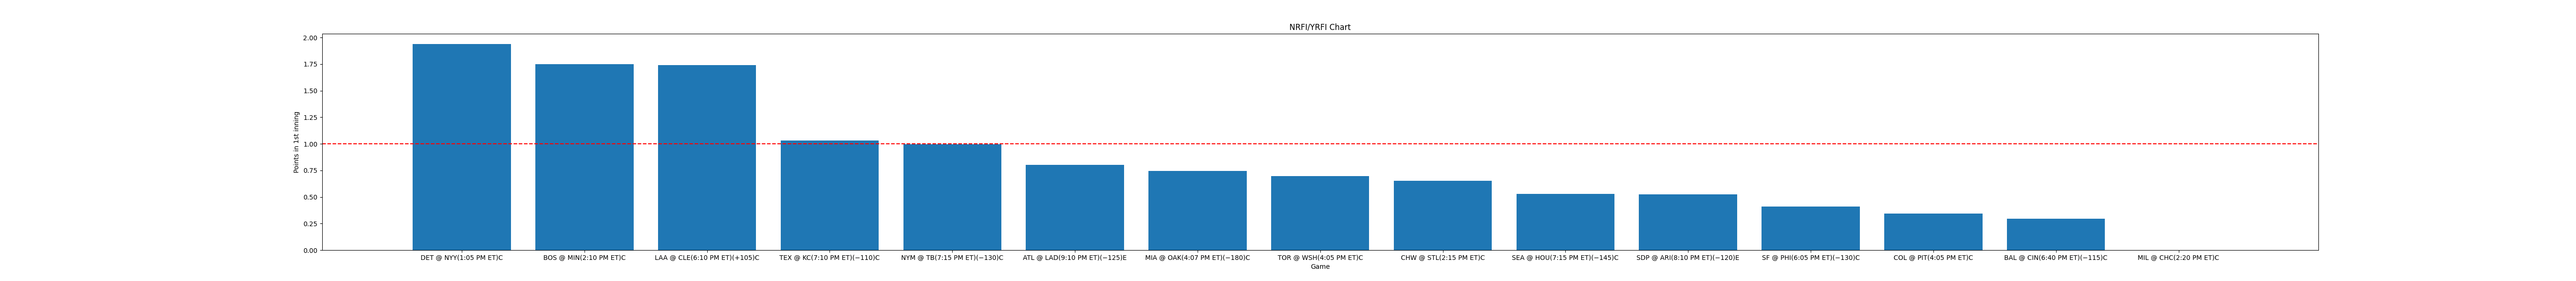 NRFI/YRFI Chart
2.00
1.75
1.50
1.25
1.00
0.75
0.50
0.25
0.00
Points in 1st inning
DET @ NYY(1:05 PM ET)C
BOS @ MIN(2:10 PM ET)C
LAA @ CLE(6:10 PM ET)(+105)C
TEX @ KC(7:10 PM ET)(−110)C
NYM @ TB(7:15 PM ET)(−130)C
ATL @ LAD(9:10 PM ET)(−125)E
MIA @ OAK(4:07 PM ET)(−180)C
TOR @ WSH(4:05 PM ET)C
CHW @ STL(2:15 PM ET)C
SEA @ HOU(7:15 PM ET)(−145)C
SDP @ ARI(8:10 PM ET)(−120)E
SF @ PHI(6:05 PM ET)(−130)C
COL @ PIT(4:05 PM ET)C
BAL @ CIN(6:40 PM ET)(−115)C
MIL @ CHC(2:20 PM ET)C
Game